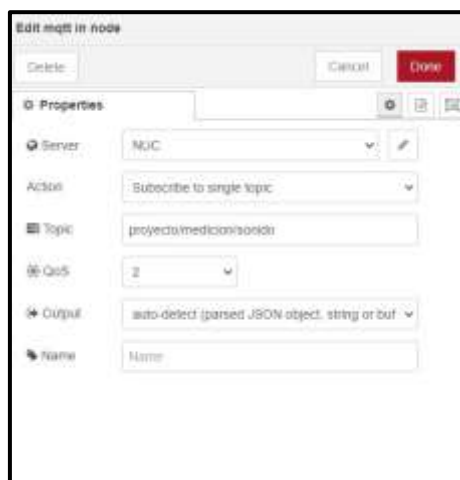 Edit mqtt in node
Delete Cancel Done
Properties
Server NUC
Action Subscribe to single topic
Topic proyecto/medicion/sonido
QoS 2
Output auto-detect (parsed JSON object, string or buf
Name Name